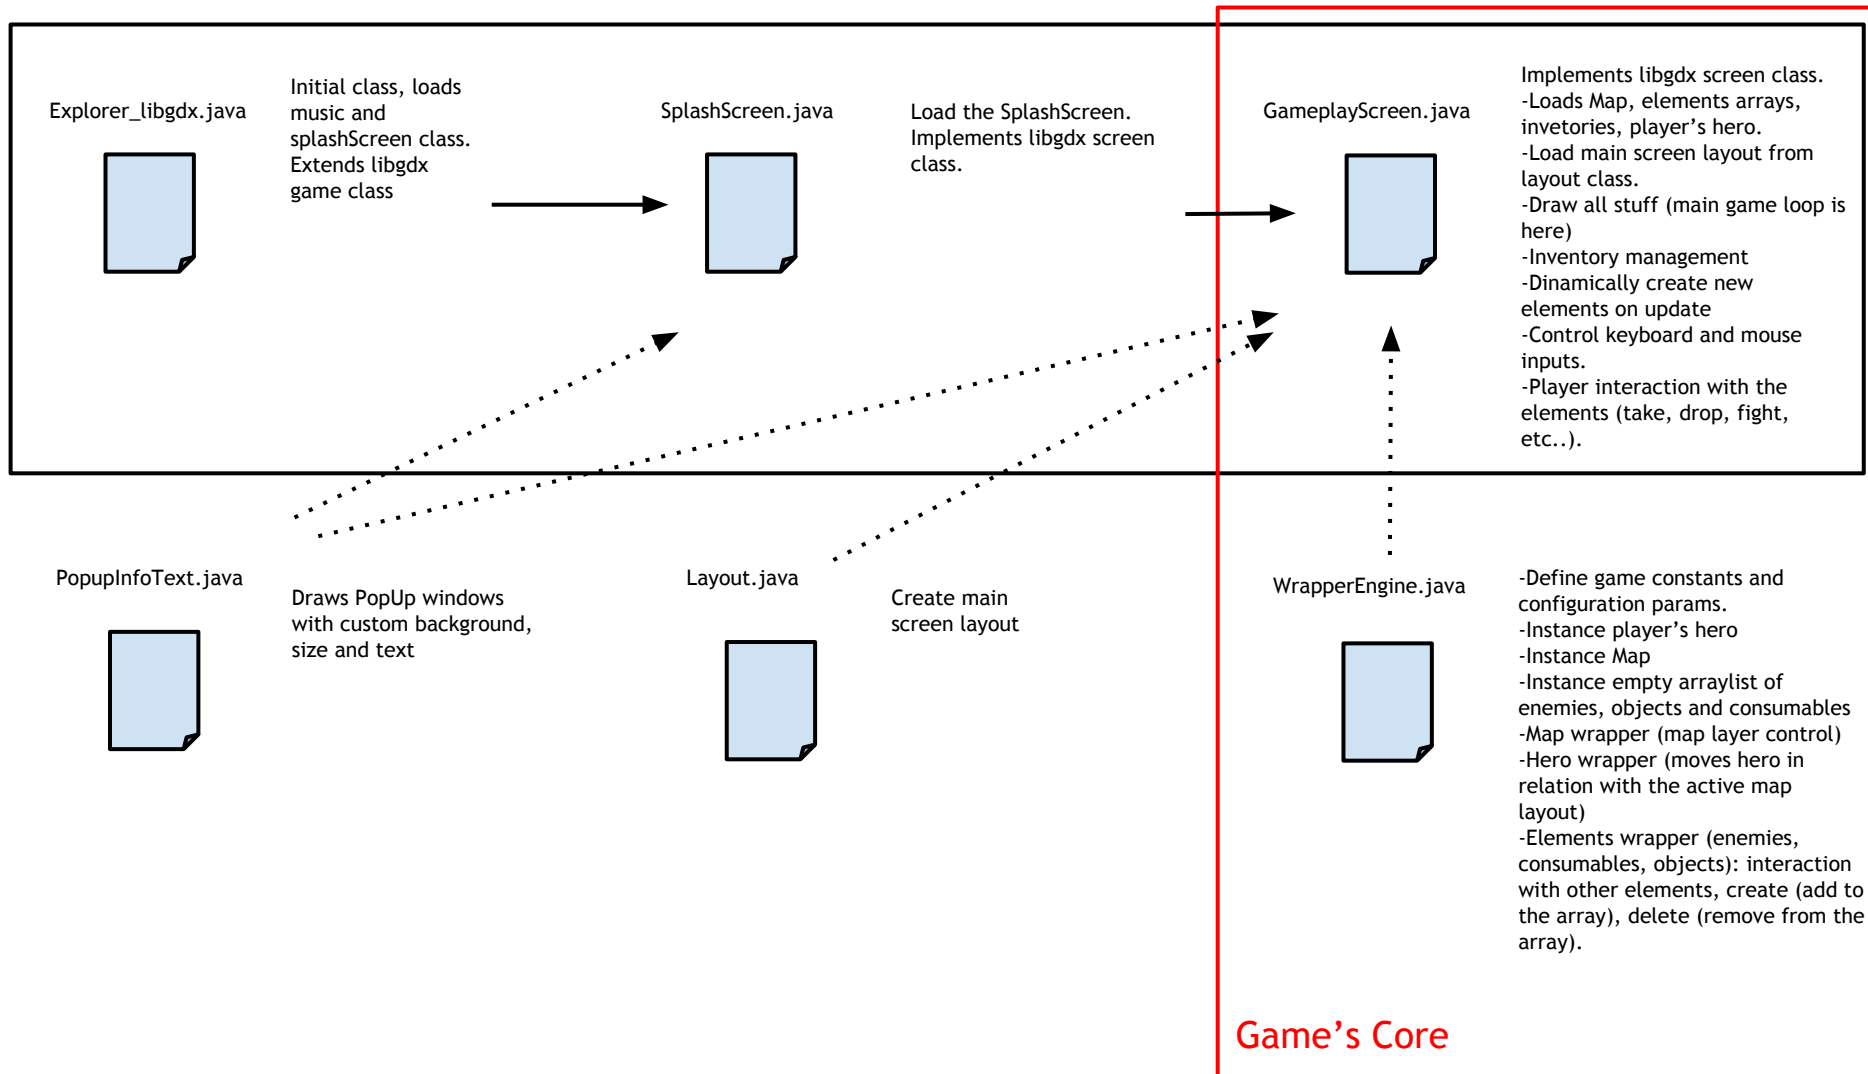 Explorer_libgdx.java
Initial class, loads
music and
splashScreen class.
Extends libgdx
game class
SplashScreen.java
Load the SplashScreen.
Implements libgdx screen
class.
GameplayScreen.java
Implements libgdx screen class.
-Loads Map, elements arrays,
invetories, player’s hero.
-Load main screen layout from
layout class.
-Draw all stuff (main game loop is
here)
-Inventory management
-Dinamically create new
elements on update
-Control keyboard and mouse
inputs.
-Player interaction with the
elements (take, drop, fight,
etc..).
PopupInfoText.java
Draws PopUp windows
with custom background,
size and text
Layout.java
Create main
screen layout
WrapperEngine.java
-Define game constants and
configuration params.
-Instance player’s hero
-Instance Map
-Instance empty arraylist of
enemies, objects and consumables
-Map wrapper (map layer control)
-Hero wrapper (moves hero in
relation with the active map
layout)
-Elements wrapper (enemies,
consumables, objects): interaction
with other elements, create (add to
the array), delete (remove from the
array).
Game’s Core